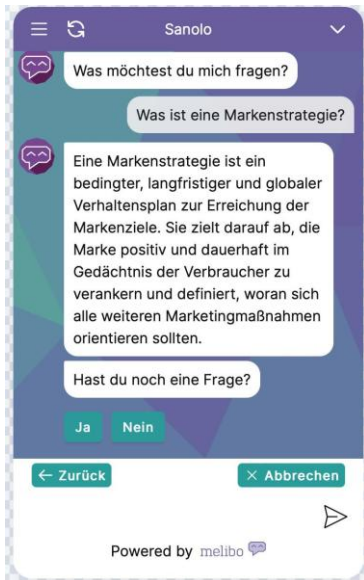 Sanolo
Was möchtest du mich fragen?
Was ist eine Markenstrategie?
Eine Markenstrategie ist ein
bedingter, langfristiger und globaler
Verhaltensplan zur Erreichung der
Markenziele. Sie zielt darauf ab, die
Marke positiv und dauerhaft im
Gedächtnis der Verbraucher zu
verankern und definiert, woran sich
alle weiteren Marketingmaßnahmen
orientieren sollten.
Hast du noch eine Frage?
Ja Nein
← Zurück × Abbrechen
Powered by melibo